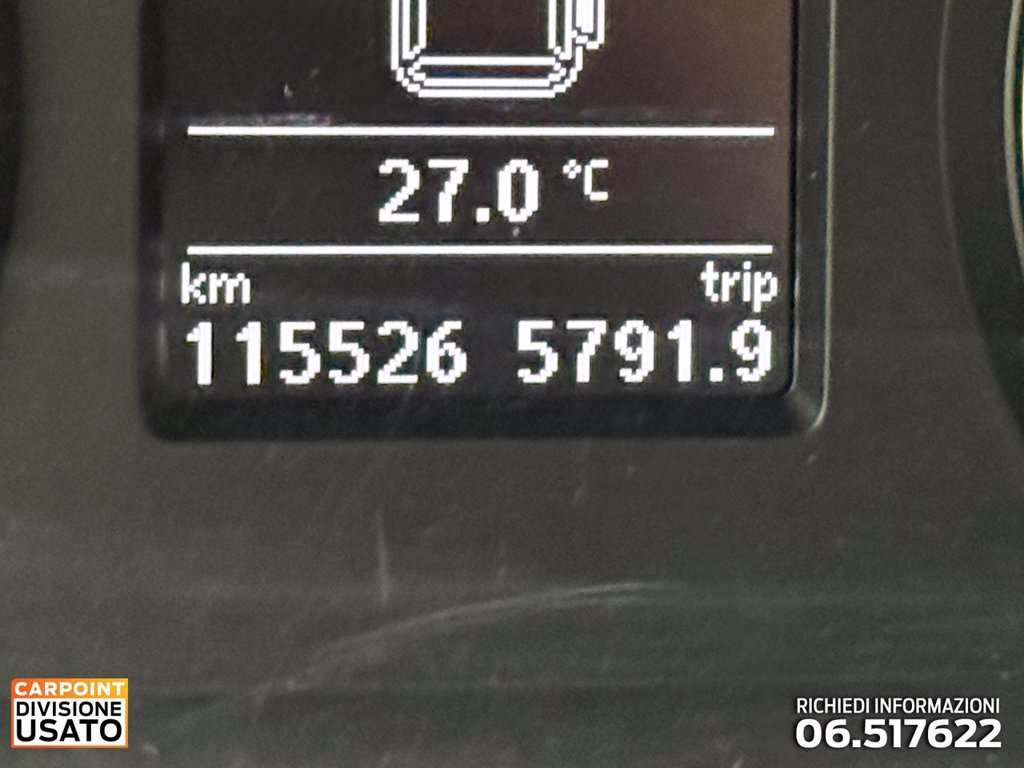 27.0 °C
km trip
115526 5791.9
CARPOINT
DIVISIONE
USATO
RICHIEDI INFORMAZIONI
06.517622